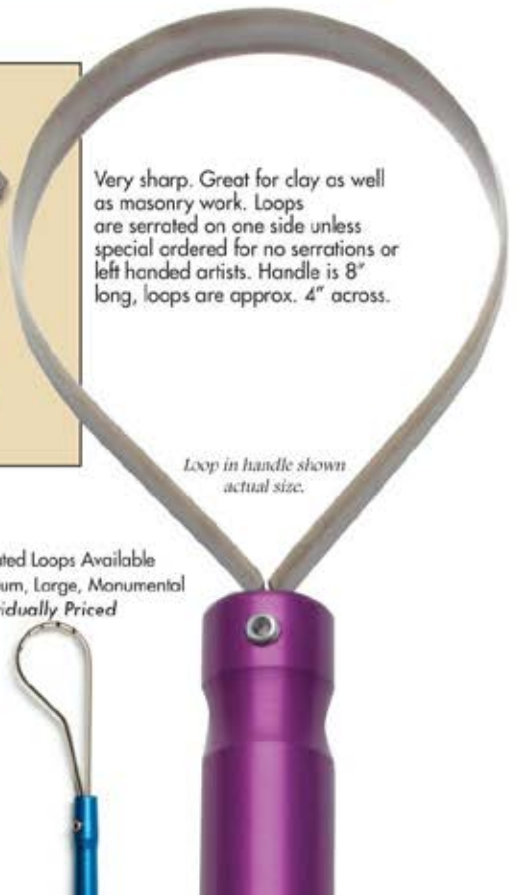 Very sharp. Great for clay as well
as masonry work. Loops
are serrated on one side unless
special ordered for no serrations or
left handed artists. Handle is 8"
long, loops are approx. 4" across.
Loop in handle shown
actual size.
Loops Available
Large, Monumental
Priced